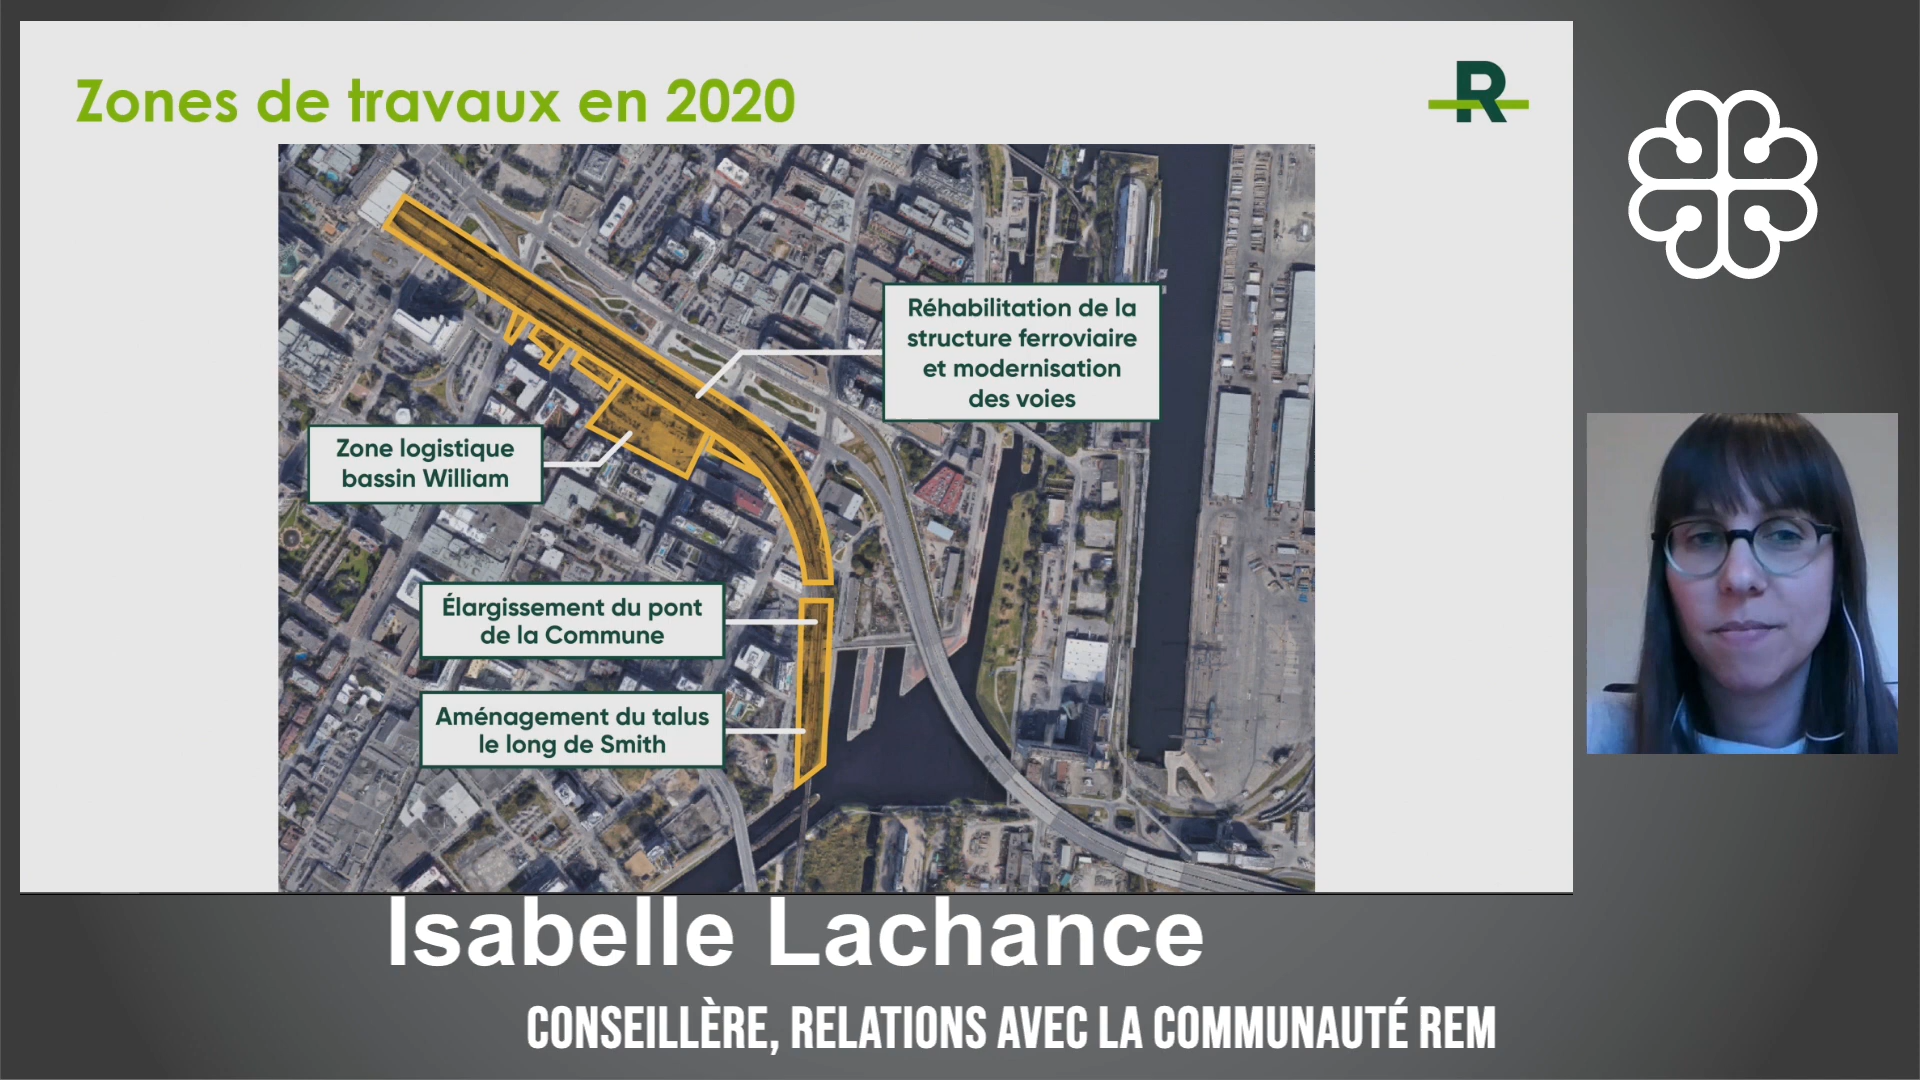 Zones de travaux en 2020
R
Réhabilitation de la
structure ferroviaire
et modernisation
des voies
Zone logistique
bassin William
Élargissement du pont
de la Commune
Aménagement du talus
le long de Smith
Isabelle Lachance
CONSEILLÈRE, RELATIONS AVEC LA COMMUNAUTÉ REM